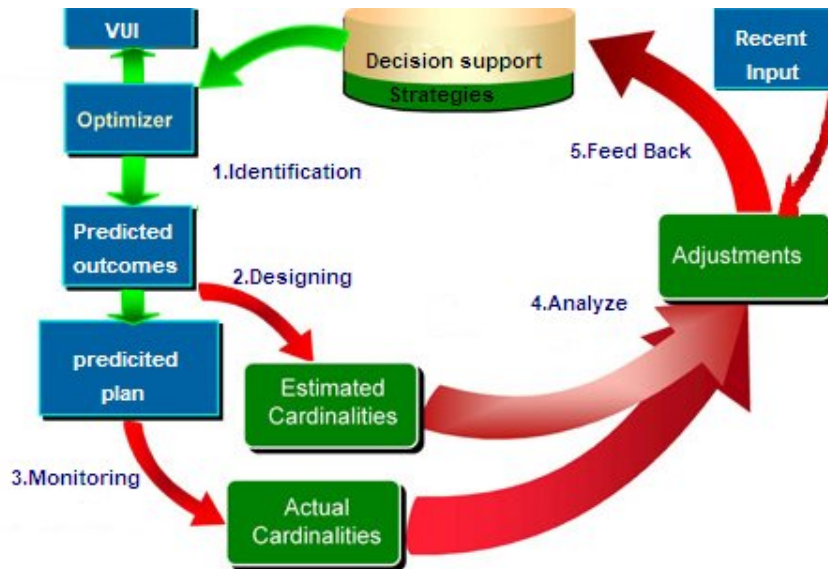 VUI
Decision support
Strategies
Recent
Input
Optimizer
1.Identification
5.Feed Back
Predicted
outcomes
Adjustments
2.Designing
4.Analyze
predicited
plan
Estimated
Cardinalities
3.Monitoring
Actual
Cardinalities